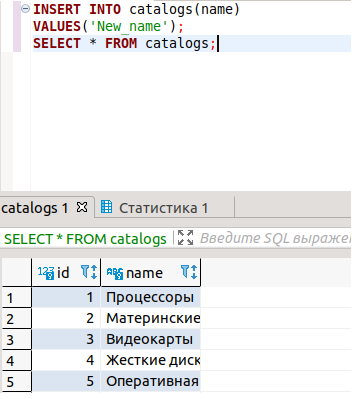 INSERT INTO catalogs(name)
VALUES('New_name');
SELECT * FROM catalogs;
catalogs 1 Статистика 1
SELECT * FROM catalogs Введите SQL выражен
123 id ABC name
1 1 Процессоры
2 2 Материнские
3 3 Видеокарты
4 4 Жесткие диск
5 5 Оперативная